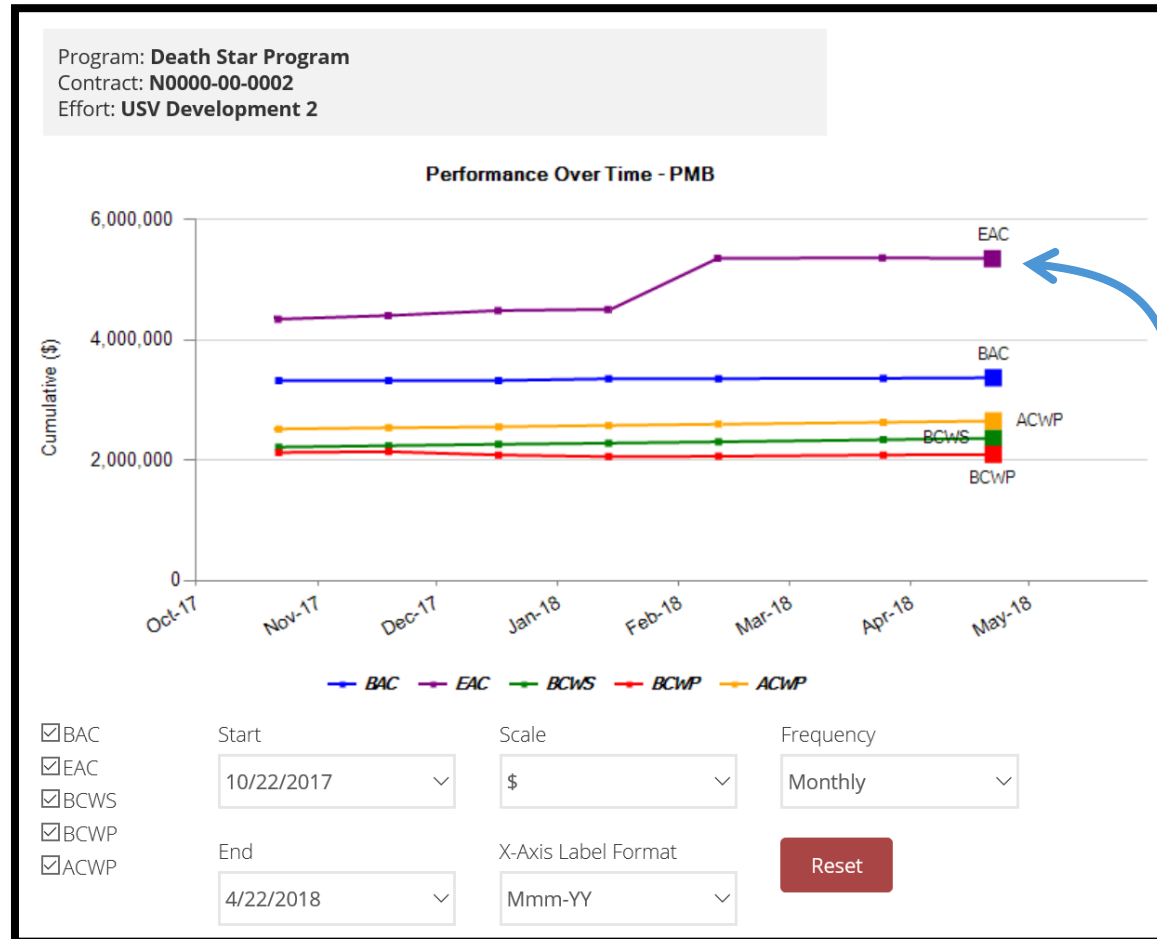 Program: Death Star Program
Contract: N0000-00-0002
Effort: USV Development 2
Performance Over Time - PMB
Cumulative ($)
6,000,000
4,000,000
2,000,000
0
EAC
BAC
ACWP
BCWS
BCWP
Oct-17 Nov-17 Dec-17 Jan-18 Feb-18 Mar-18 Apr-18 May-18
BAC EAC BCWS BCWP ACWP
BAC
EAC
BCWS
BCWP
ACWP
Start
10/22/2017
End
4/22/2018
Scale
$
X-Axis Label Format
Mmm-YY
Frequency
Monthly
Reset